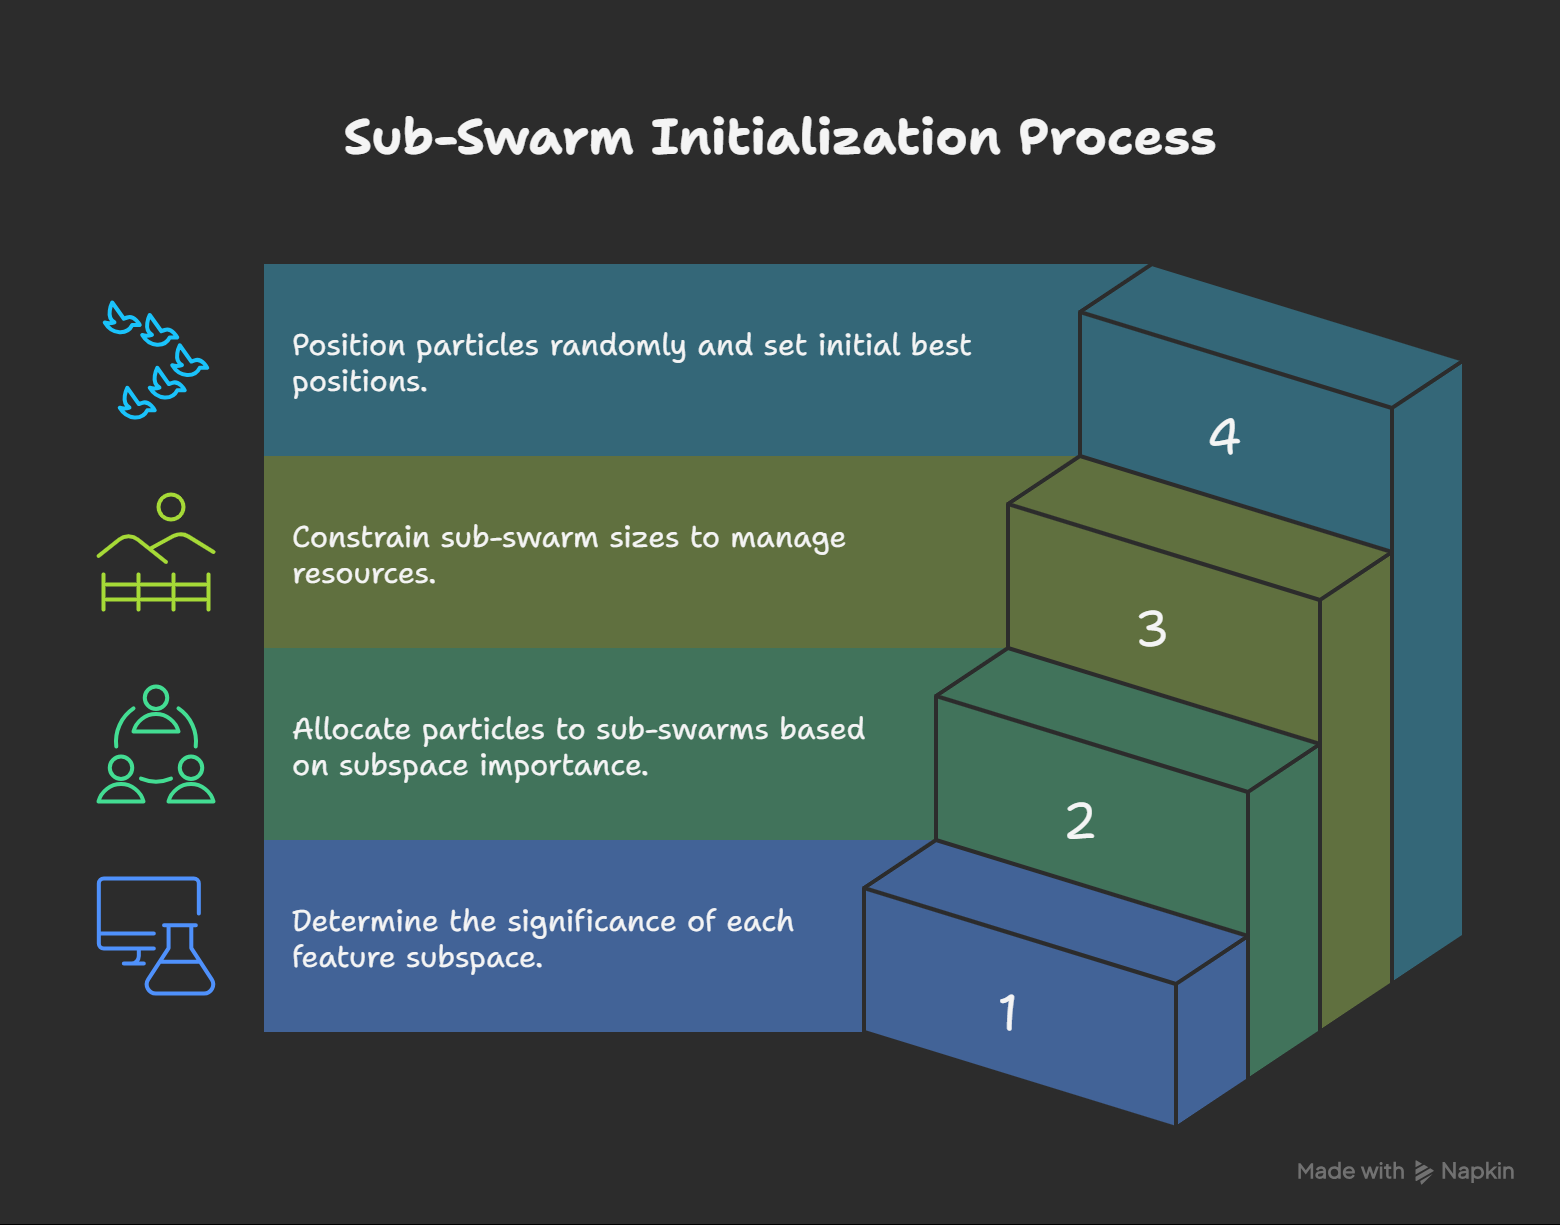 Sub-Swarm Initialization Process
Position particles randomly and set initial best
positions.
4
Constrain sub-swarm sizes to manage
resources.
3
Allocate particles to sub-swarms based
on subspace importance.
2
Determine the significance of each
feature subspace.
1
Made with Napkin